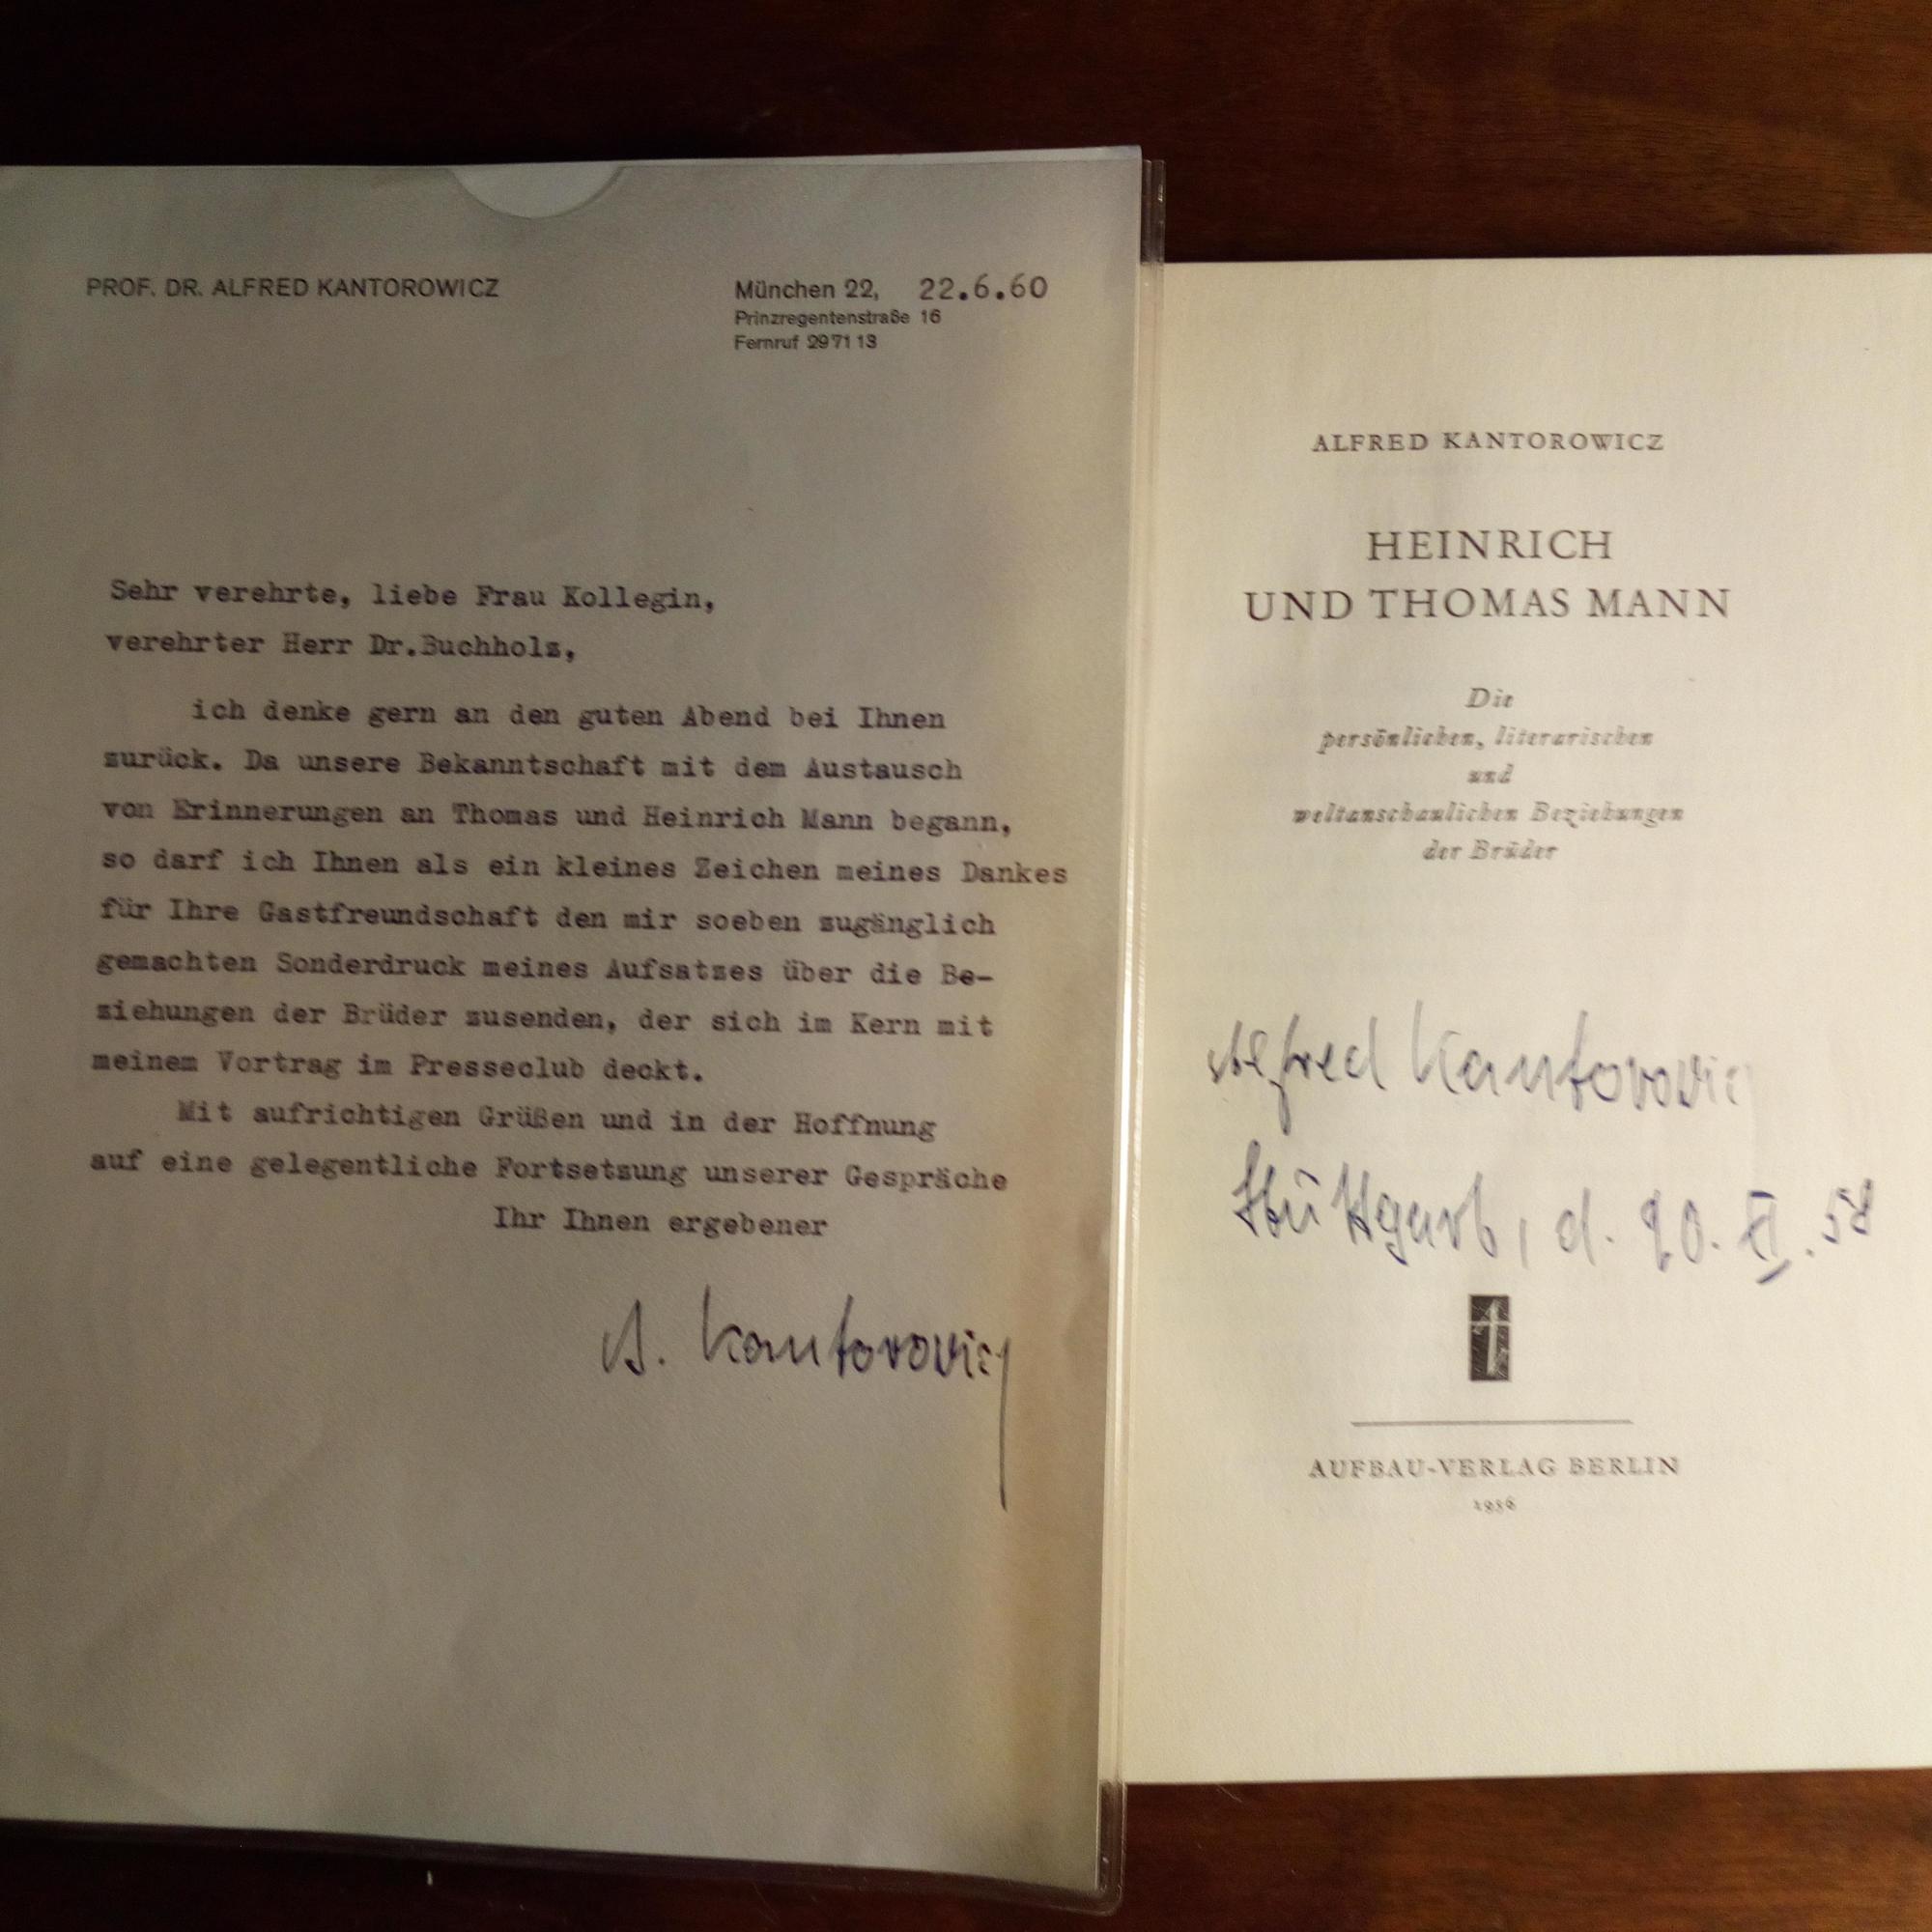 PROF. DR. ALFRED KANTOROWICZ
München 22, 22.6.60
Prinzregentenstraße 16
Fernruf 29 71 13
Sehr verehrte, liebe Frau Kollegin,
verehrter Herr Dr.Buchholz,
ich denke gern an den guten Abend bei Ihnen
zurück. Da unsere Bekanntschaft mit dem Austausch
von Erinnerungen an Thomas und Heinrich Mann begann,
so darf ich Ihnen als ein kleines Zeichen meines Dankes
für Ihre Gastfreundschaft den mir soeben zugänglich
gemachten Sonderdruck meines Aufsatzes über die Be-
ziehungen der Brüder zusenden, der sich im Kern mit
meinem Vortrag im Presseclub deckt.
Mit aufrichtigen Grüßen und in der Hoffnung
auf eine gelegentliche Fortsetzung unserer Gespräche
Ihr Ihnen ergebener
A. Kantorowicz
ALFRED KANTOROWICZ
HEINRICH
UND THOMAS MANN
Die
persönlichen, literarischen
und
weltanschaulichen Beziehungen
der Brüder
Alfred Kantorowicz
Stuttgart, d. 20. II. 58
AUFBAU-VERLAG BERLIN
1956